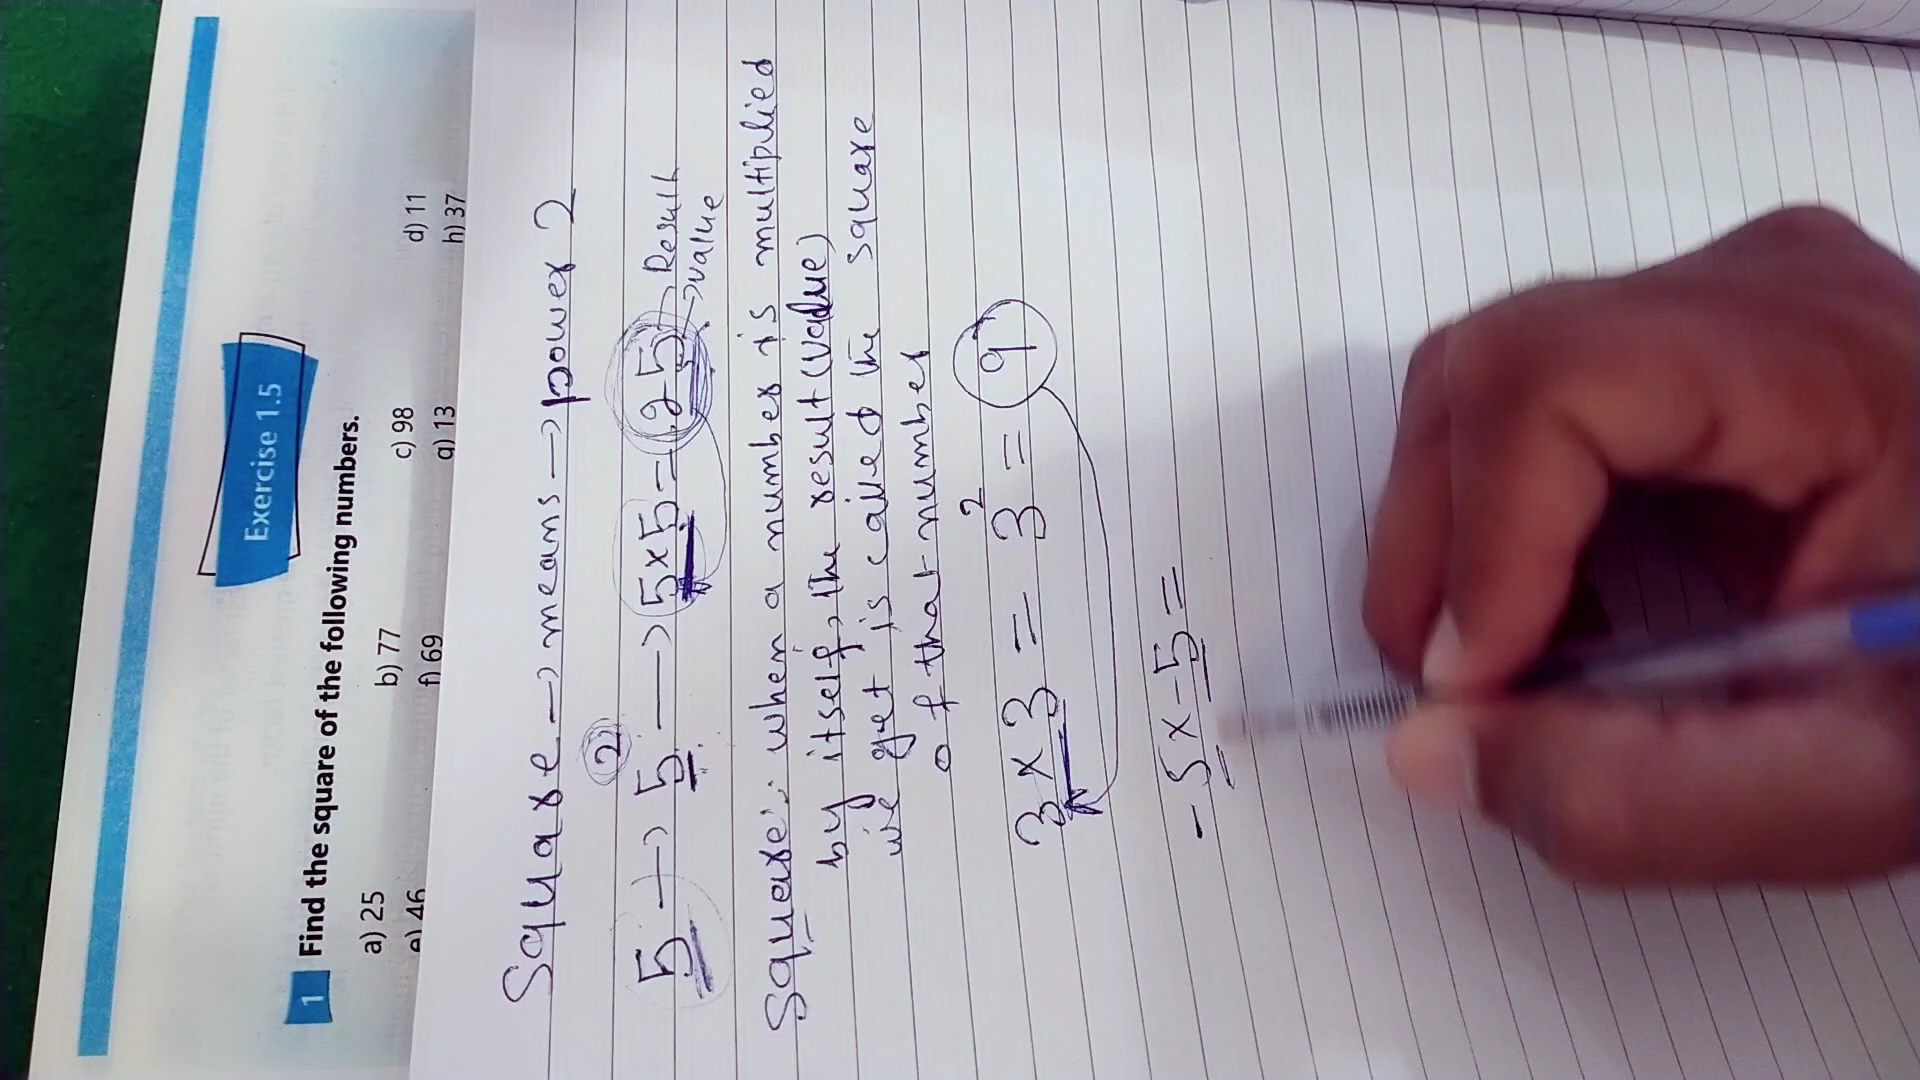 Exercise 1.5
1 Find the square of the following numbers.
a) 25 b) 77 c) 98 d) 11
e) 46 f) 69 g) 13 h) 37
Square → means → power 2
5 → 5² → 5×5 = 25 → Result
→ value
Square: when a number is multiplied
by itself, the result (value)
we get is called the square
of that number
3 × 3 = 3² = 9
- 5 × - 5 =